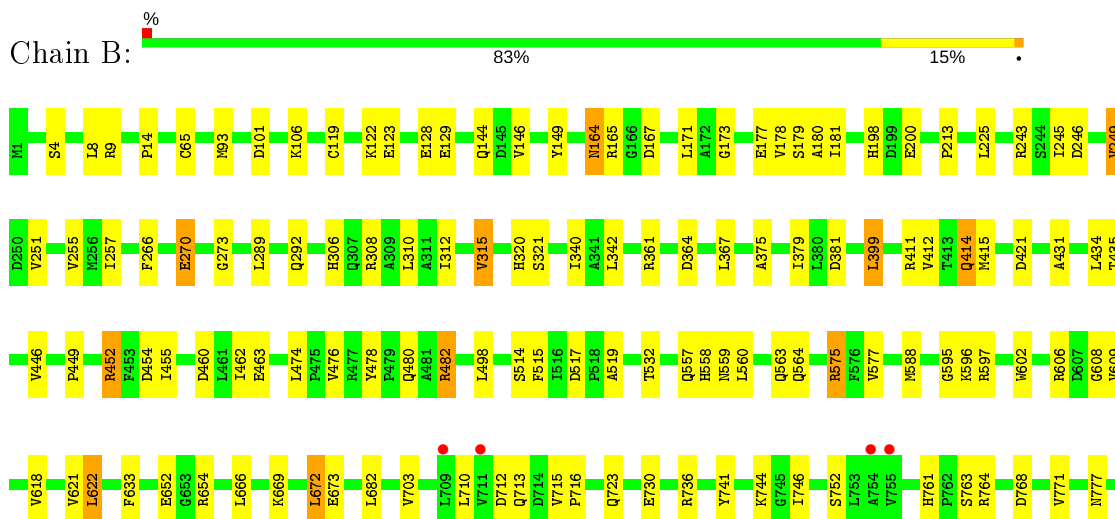 %
Chain B:
83% 15% •
M1 S4 L8 R9 P14 C65 M93 D101 K106 C119 K122 E123 E128 E129 Q144 D145 V146 Y149 N164 R165 G166 D167 L171 A172 G173 E177 V178 S179 A180 I181 H198 D199 E200 P213 L225 R243 S244 I245 D246
D250 V251 V255 M256 I257 F266 E270 G273 L289 Q292 H306 Q307 R308 A309 L310 A311 I312 V315 H320 S321 I340 A341 L342 R361 D364 L367 A375 I379 L380 D381 L399 R411 V412 T413 Q414 M415 D421 A431 L434 T435
V446 P449 R452 F453 D454 I455 D460 L461 I462 E463 L474 P475 V476 R477 Y478 P479 Q480 A481 R482 L498 S514 F515 I516 D517 P518 A519 T532 Q557 H558 N559 L560 Q563 Q564 R575 F576 V577 M588 G595 K596 R597 W602 R606 D607 G608 V609
V618 V621 L622 F633 E652 G653 R654 L666 K669 L672 E673 L682 V703 L709 L710 V711 D712 Q713 D714 V715 P716 Q723 E730 R736 Y741 K744 G745 I746 S752 L753 A754 V755 H761 P762 S763 R764 D768 V771 N777